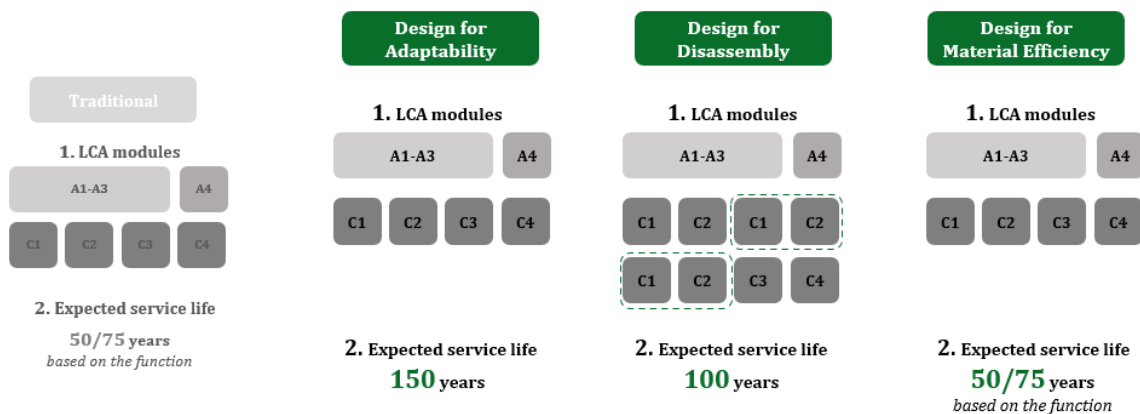 Traditional
1. LCA modules
A1-A3 A4
C1 C2 C3 C4
2. Expected service life
50/75 years
based on the function
Design for
Adaptability
1. LCA modules
A1-A3 A4
C1 C2 C3 C4
2. Expected service life
150 years
Design for
Disassembly
1. LCA modules
A1-A3 A4
C1 C2 C1 C2
C1 C2 C3 C4
2. Expected service life
100 years
Design for
Material Efficiency
1. LCA modules
A1-A3 A4
C1 C2 C3 C4
2. Expected service life
50/75 years
based on the function